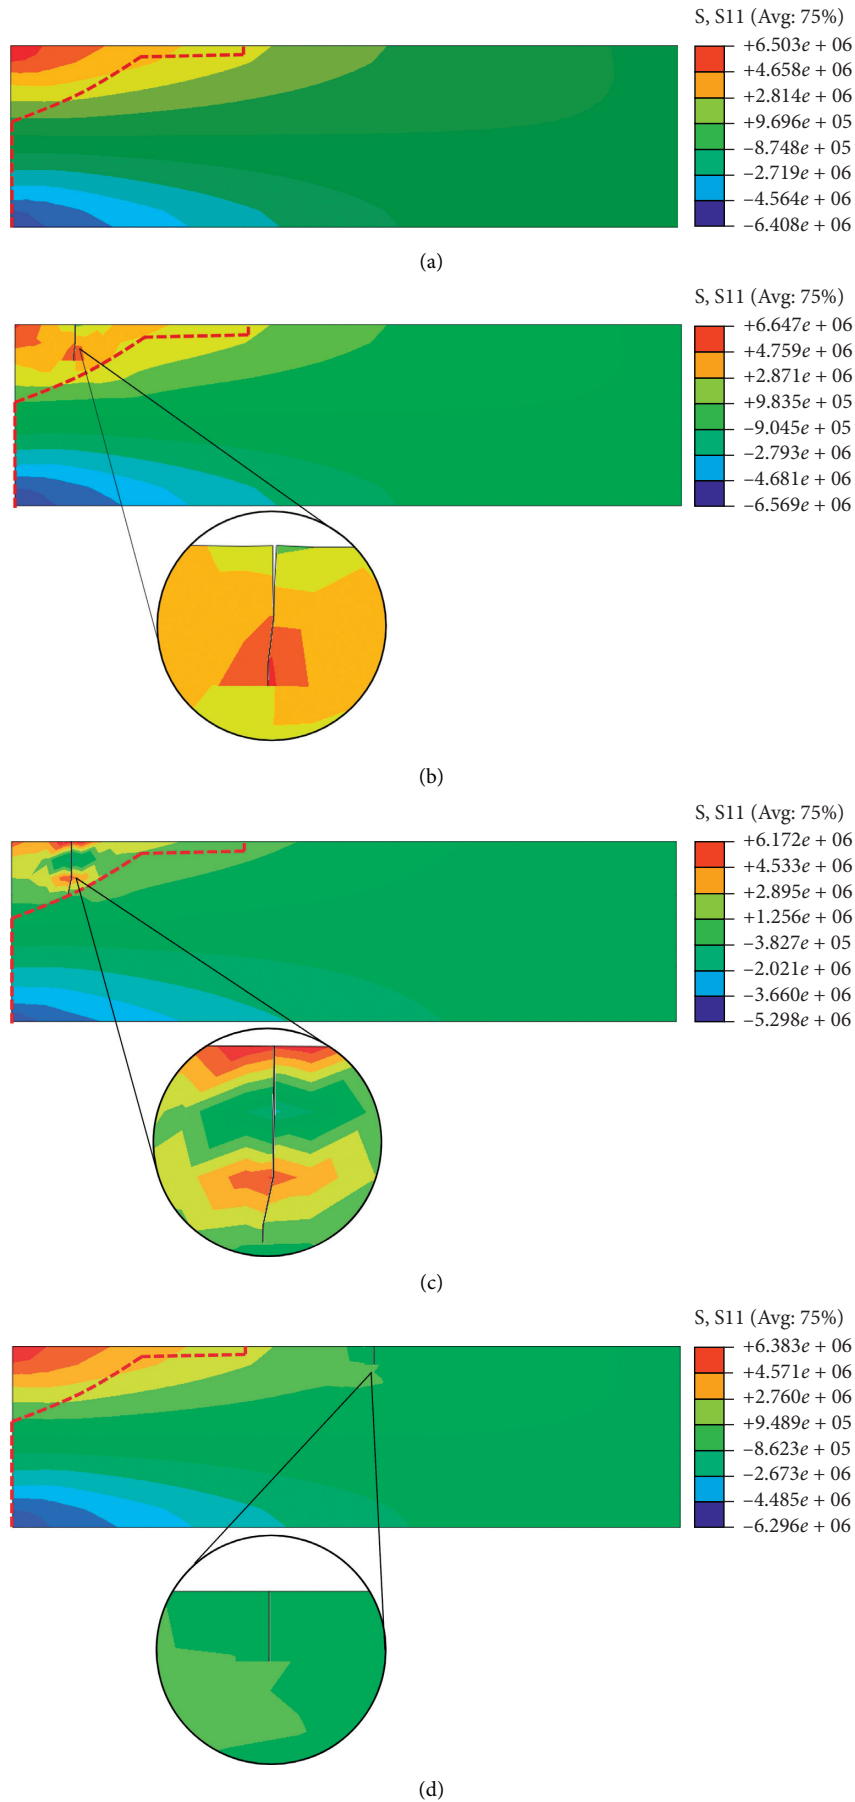 S, S11 (Avg: 75%)
+6.503e + 06
+4.658e + 06
+2.814e + 06
+9.696e + 05
–8.748e + 05
–2.719e + 06
–4.564e + 06
–6.408e + 06
(a)
S, S11 (Avg: 75%)
+6.647e + 06
+4.759e + 06
+2.871e + 06
+9.835e + 05
–9.045e + 05
–2.793e + 06
–4.681e + 06
–6.569e + 06
(b)
S, S11 (Avg: 75%)
+6.172e + 06
+4.533e + 06
+2.895e + 06
+1.256e + 06
–3.827e + 05
–2.021e + 06
–3.660e + 06
–5.298e + 06
(c)
S, S11 (Avg: 75%)
+6.383e + 06
+4.571e + 06
+2.760e + 06
+9.489e + 05
–8.623e + 05
–2.673e + 06
–4.485e + 06
–6.296e + 06
(d)